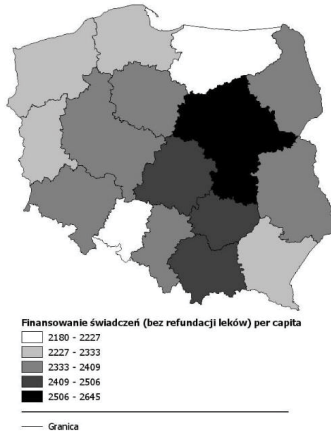 Finansowanie świadczeń (bez refundacji leków) per capita
2180 - 2227
2227 - 2333
2333 - 2409
2409 - 2506
2506 - 2645
Granica